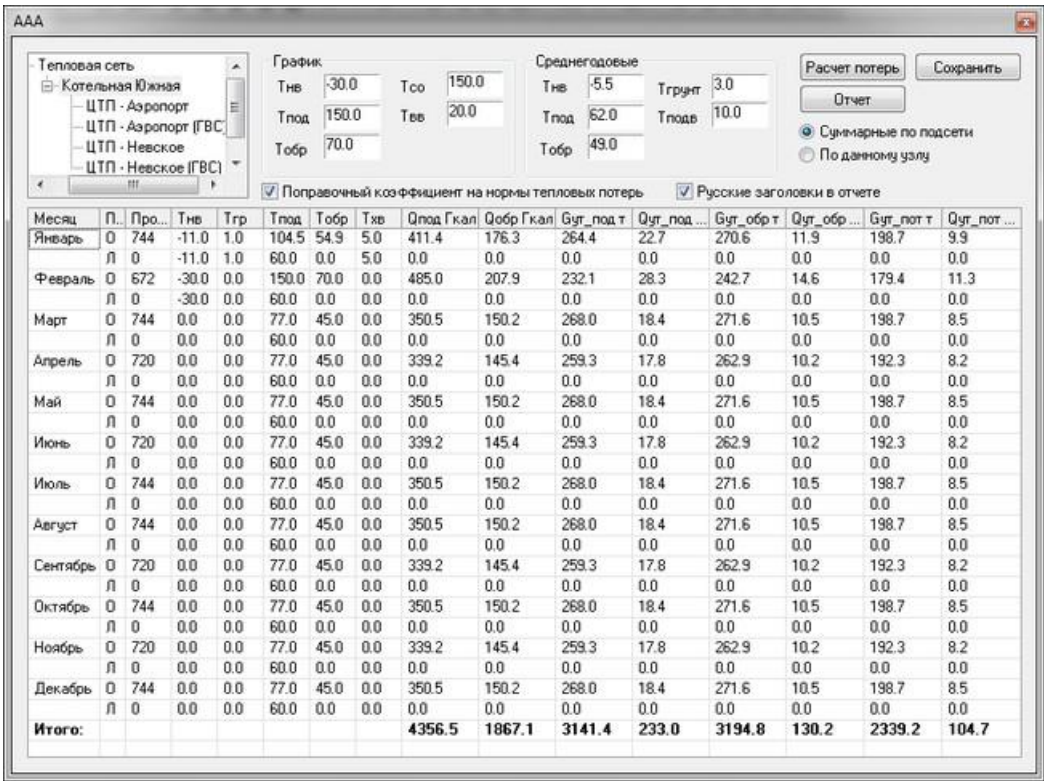 AAA
Тепловая сеть
Котельная Южная
ЦТП - Аэропорт
ЦТП - Аэропорт (ГВС)
ЦТП - Невское
ЦТП - Невское (ГВС)
График
Тнв -30.0 Тсо 150.0
Тпод 150.0 Твв 20.0
Тобр 70.0
Среднегодовые
Тнв -5.5 Тгрунт 3.0
Тпод 62.0 Тподв 10.0
Тобр 49.0
Расчет потерь Сохранить
Отчет
Суммарные по подсети
По данному узлу
Поправочный коэффициент на нормы тепловых потерь Русские заголовки в отчете
Месяц П.. Про... Тнв Тгр Тпод Тобр Тхв Qпод Гкал Qобр Гкал Gут_под т Qут_под ... Gут_обр т Qут_обр ... Gут_пот т Qут_пот ...
Январь О 744 -11.0 1.0 104.5 54.9 5.0 411.4 176.3 264.4 22.7 270.6 11.9 198.7 9.9
Л 0 -11.0 1.0 60.0 0.0 5.0 0.0 0.0 0.0 0.0 0.0 0.0 0.0 0.0
Февраль О 672 -30.0 0.0 150.0 70.0 0.0 485.0 207.9 232.1 28.3 242.7 14.6 179.4 11.3
Л 0 -30.0 0.0 60.0 0.0 0.0 0.0 0.0 0.0 0.0 0.0 0.0 0.0 0.0
Март О 744 0.0 0.0 77.0 45.0 0.0 350.5 150.2 268.0 18.4 271.6 10.5 198.7 8.5
Л 0 0.0 0.0 60.0 0.0 0.0 0.0 0.0 0.0 0.0 0.0 0.0 0.0 0.0
Апрель О 720 0.0 0.0 77.0 45.0 0.0 339.2 145.4 259.3 17.8 262.9 10.2 192.3 8.2
Л 0 0.0 0.0 60.0 0.0 0.0 0.0 0.0 0.0 0.0 0.0 0.0 0.0 0.0
Май О 744 0.0 0.0 77.0 45.0 0.0 350.5 150.2 268.0 18.4 271.6 10.5 198.7 8.5
Л 0 0.0 0.0 60.0 0.0 0.0 0.0 0.0 0.0 0.0 0.0 0.0 0.0 0.0
Июнь О 720 0.0 0.0 77.0 45.0 0.0 339.2 145.4 259.3 17.8 262.9 10.2 192.3 8.2
Л 0 0.0 0.0 60.0 0.0 0.0 0.0 0.0 0.0 0.0 0.0 0.0 0.0 0.0
Июль О 744 0.0 0.0 77.0 45.0 0.0 350.5 150.2 268.0 18.4 271.6 10.5 198.7 8.5
Л 0 0.0 0.0 60.0 0.0 0.0 0.0 0.0 0.0 0.0 0.0 0.0 0.0 0.0
Август О 744 0.0 0.0 77.0 45.0 0.0 350.5 150.2 268.0 18.4 271.6 10.5 198.7 8.5
Л 0 0.0 0.0 60.0 0.0 0.0 0.0 0.0 0.0 0.0 0.0 0.0 0.0 0.0
Сентябрь О 720 0.0 0.0 77.0 45.0 0.0 339.2 145.4 259.3 17.8 262.9 10.2 192.3 8.2
Л 0 0.0 0.0 60.0 0.0 0.0 0.0 0.0 0.0 0.0 0.0 0.0 0.0 0.0
Октябрь О 744 0.0 0.0 77.0 45.0 0.0 350.5 150.2 268.0 18.4 271.6 10.5 198.7 8.5
Л 0 0.0 0.0 60.0 0.0 0.0 0.0 0.0 0.0 0.0 0.0 0.0 0.0 0.0
Ноябрь О 720 0.0 0.0 77.0 45.0 0.0 339.2 145.4 259.3 17.8 262.9 10.2 192.3 8.2
Л 0 0.0 0.0 60.0 0.0 0.0 0.0 0.0 0.0 0.0 0.0 0.0 0.0 0.0
Декабрь О 744 0.0 0.0 77.0 45.0 0.0 350.5 150.2 268.0 18.4 271.6 10.5 198.7 8.5
Л 0 0.0 0.0 60.0 0.0 0.0 0.0 0.0 0.0 0.0 0.0 0.0 0.0 0.0
Итого: 4356.5 1867.1 3141.4 233.0 3194.8 130.2 2339.2 104.7